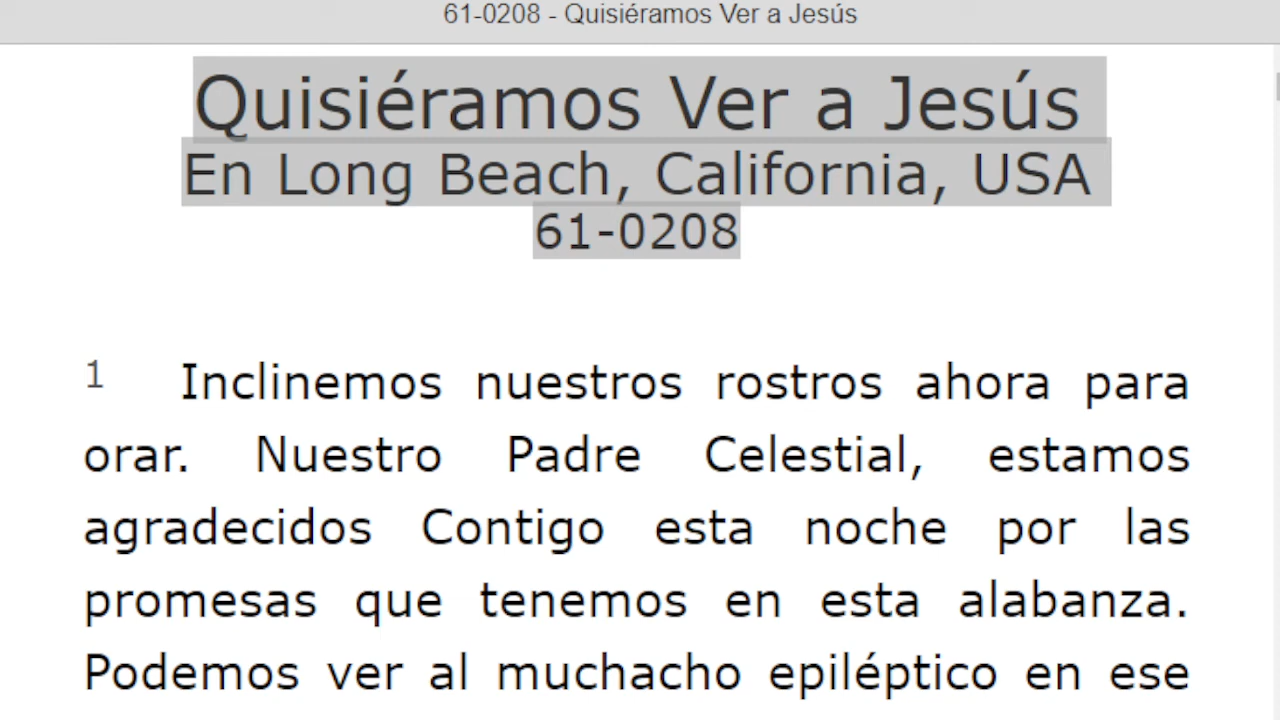 61-0208 - Quisiéramos Ver a Jesús
Quisiéramos Ver a Jesús
En Long Beach, California, USA
61-0208
1 Inclinemos nuestros rostros ahora para
orar. Nuestro Padre Celestial, estamos
agradecidos Contigo esta noche por las
promesas que tenemos en esta alabanza.
Podemos ver al muchacho epiléptico en ese